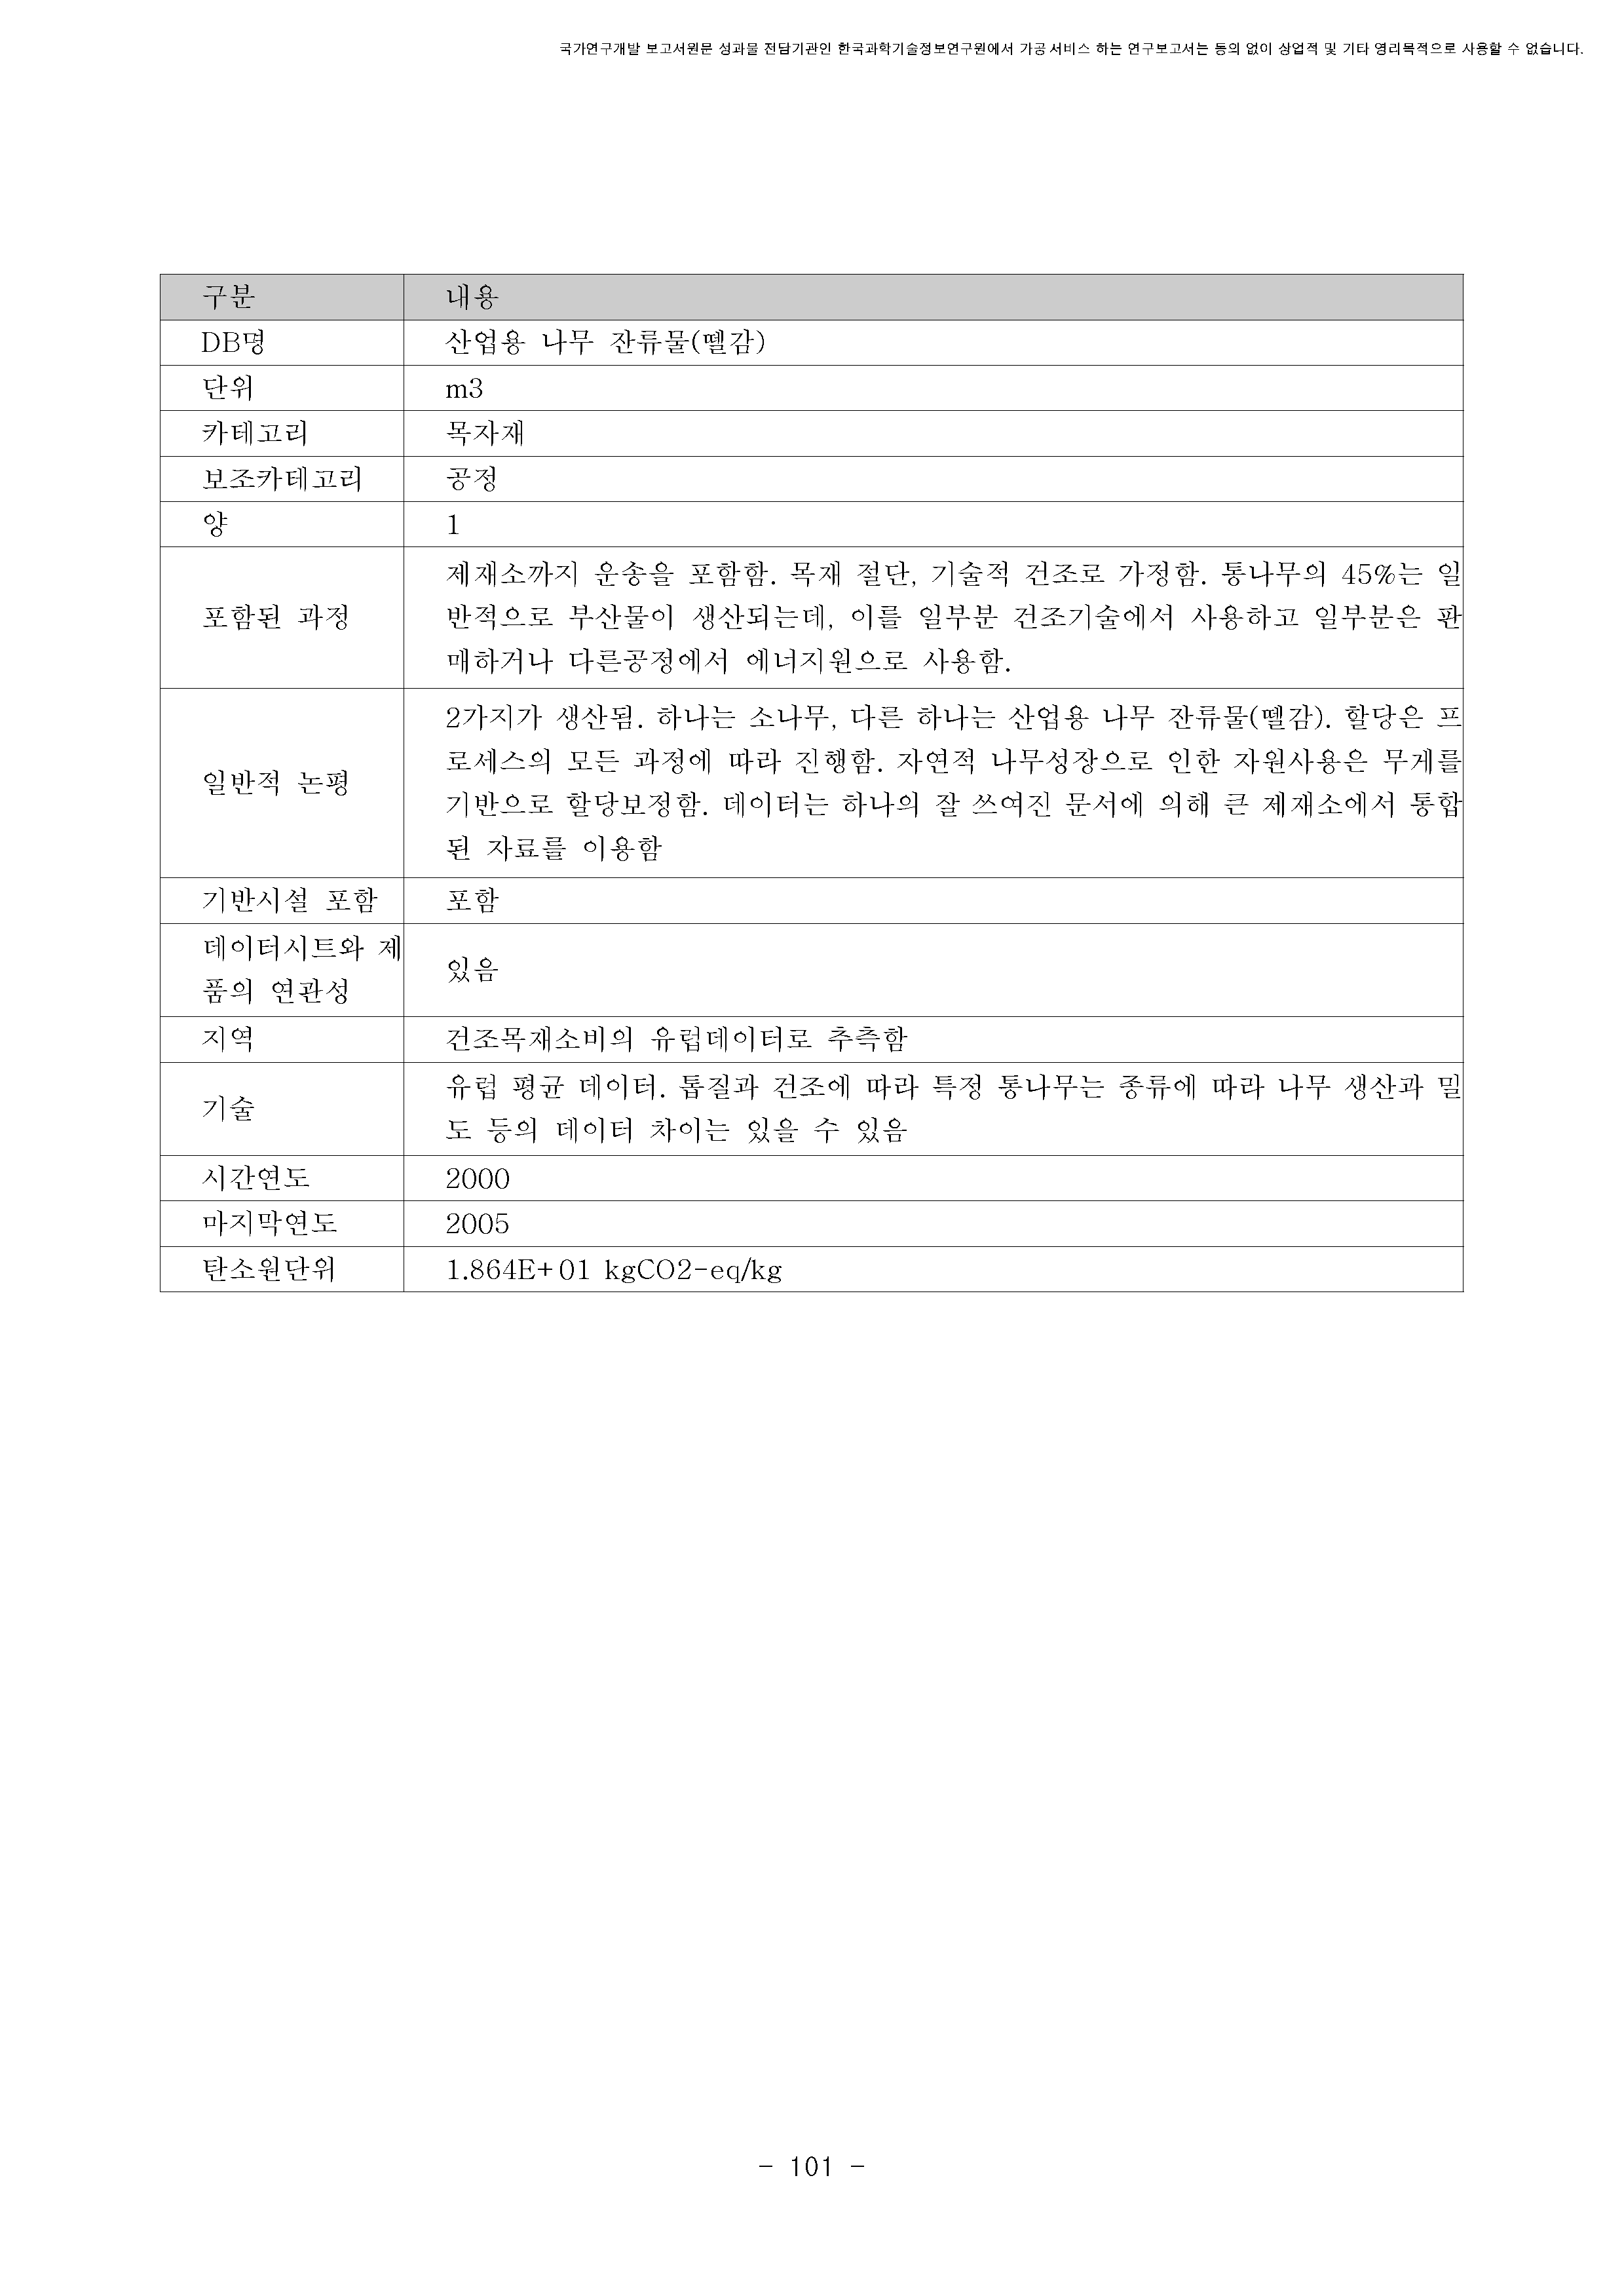 국가연구개발 보고서원문 성과물 전담기관인 한국과학기술정보연구원에서 가공·서비스 하는 연구보고서는 동의 없이 상업적 및 기타 영리목적으로 사용할 수 없습니다.
구분 내용
DB명 산업용 나무 잔류물(뗄감)
단위 m3
카테고리 목자재
보조카테고리 공정
양 1
포함된 과정 제재소까지 운송을 포함함. 목재 절단, 기술적 건조로 가정함. 통나무의 45%는 일
반적으로 부산물이 생산되는데, 이를 일부분 건조기술에서 사용하고 일부분은 판
매하거나 다른공정에서 에너지원으로 사용함.
일반적 논평 2가지가 생산됨. 하나는 소나무, 다른 하나는 산업용 나무 잔류물(뗄감). 할당은 프
로세스의 모든 과정에 따라 진행함. 자연적 나무성장으로 인한 자원사용은 무게를
기반으로 할당보정함. 데이터는 하나의 잘 쓰여진 문서에 의해 큰 제재소에서 통합
된 자료를 이용함
기반시설 포함 포함
데이터시트와 제
품의 연관성 있음
지역 건조목재소비의 유럽데이터로 추측함
기술 유럽 평균 데이터. 톱질과 건조에 따라 특정 통나무는 종류에 따라 나무 생산과 밀
도 등의 데이터 차이는 있을 수 있음
시간연도 2000
마지막연도 2005
탄소원단위 1.864E+01 kgCO2-eq/kg
- 101 -